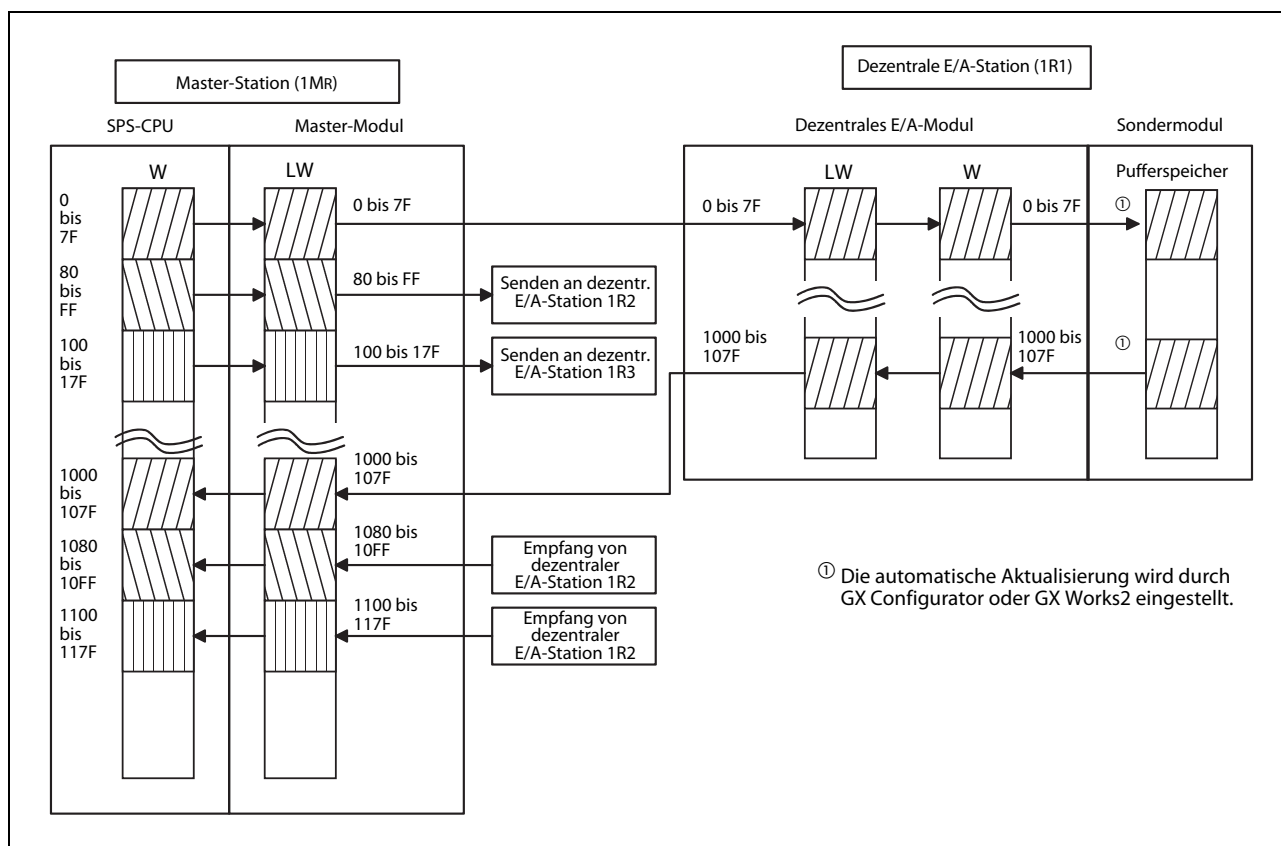 Master-Station (1MR)
Dezentrale E/A-Station (1R1)
SPS-CPU
Master-Modul
Dezentrales E/A-Modul
Sondermodul
W
LW
LW
W
Pufferspeicher
0
bis
7F
0 bis 7F
0 bis 7F
0 bis 7F
①
80
bis
FF
80 bis FF
Senden an dezentr.
E/A-Station 1R2
100
bis
17F
100 bis 17F
Senden an dezentr.
E/A-Station 1R3
1000 bis
107F
1000 bis
107F
①
1000
bis
107F
1000 bis
107F
1080
bis
10FF
1080 bis
10FF
Empfang von
dezentraler
E/A-Station 1R2
1100
bis
117F
1100 bis
117F
Empfang von
dezentraler
E/A-Station 1R2
① Die automatische Aktualisierung wird durch
GX Configurator oder GX Works2 eingestellt.